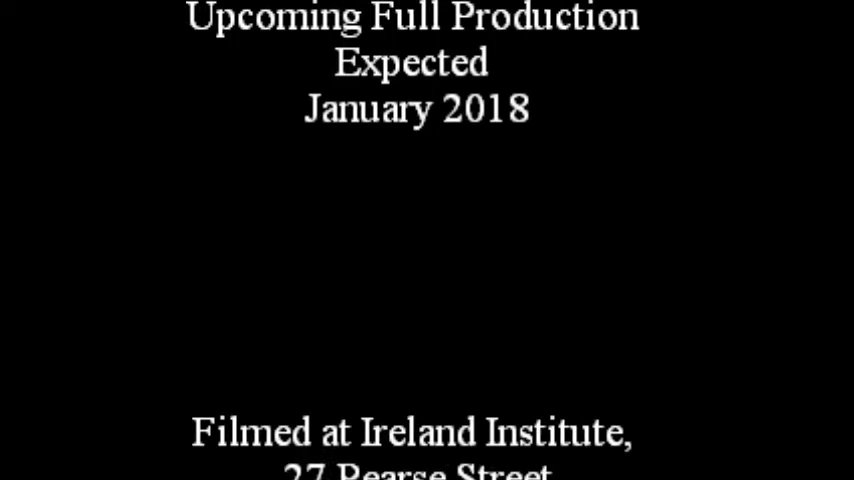 Upcoming Full Production
Expected
January 2018
Filmed at Ireland Institute,
27 Pearse Street